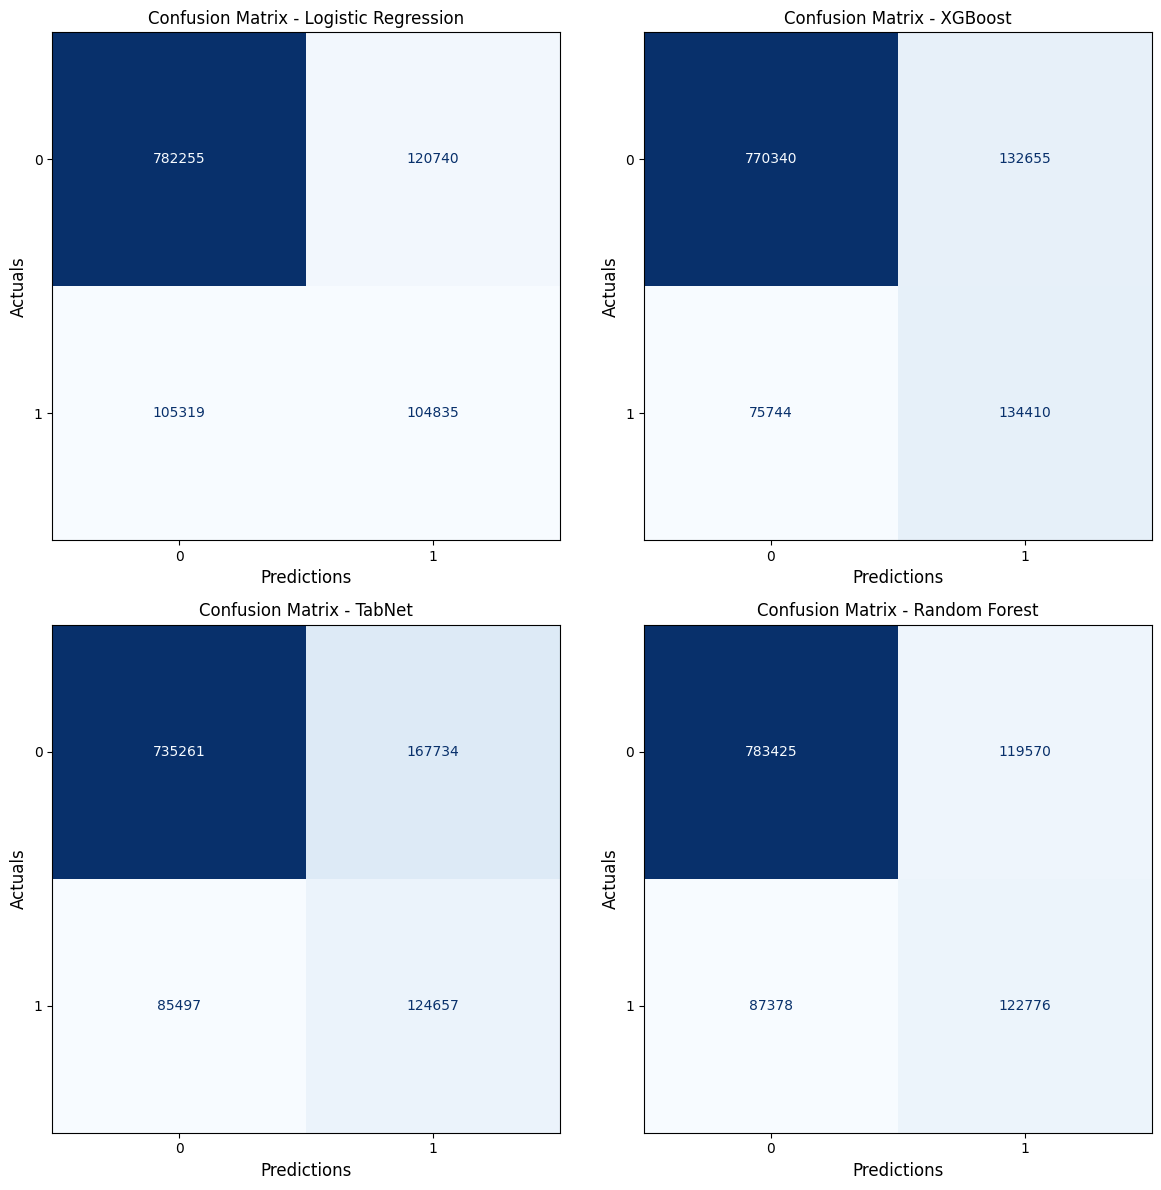 Confusion Matrix - Logistic Regression
0
782255
120740
Actuals
1
105319
104835
0
1
Predictions
Confusion Matrix - XGBoost
0
770340
132655
Actuals
1
75744
134410
0
1
Predictions
Confusion Matrix - TabNet
0
735261
167734
Actuals
1
85497
124657
0
1
Predictions
Confusion Matrix - Random Forest
0
783425
119570
Actuals
1
87378
122776
0
1
Predictions